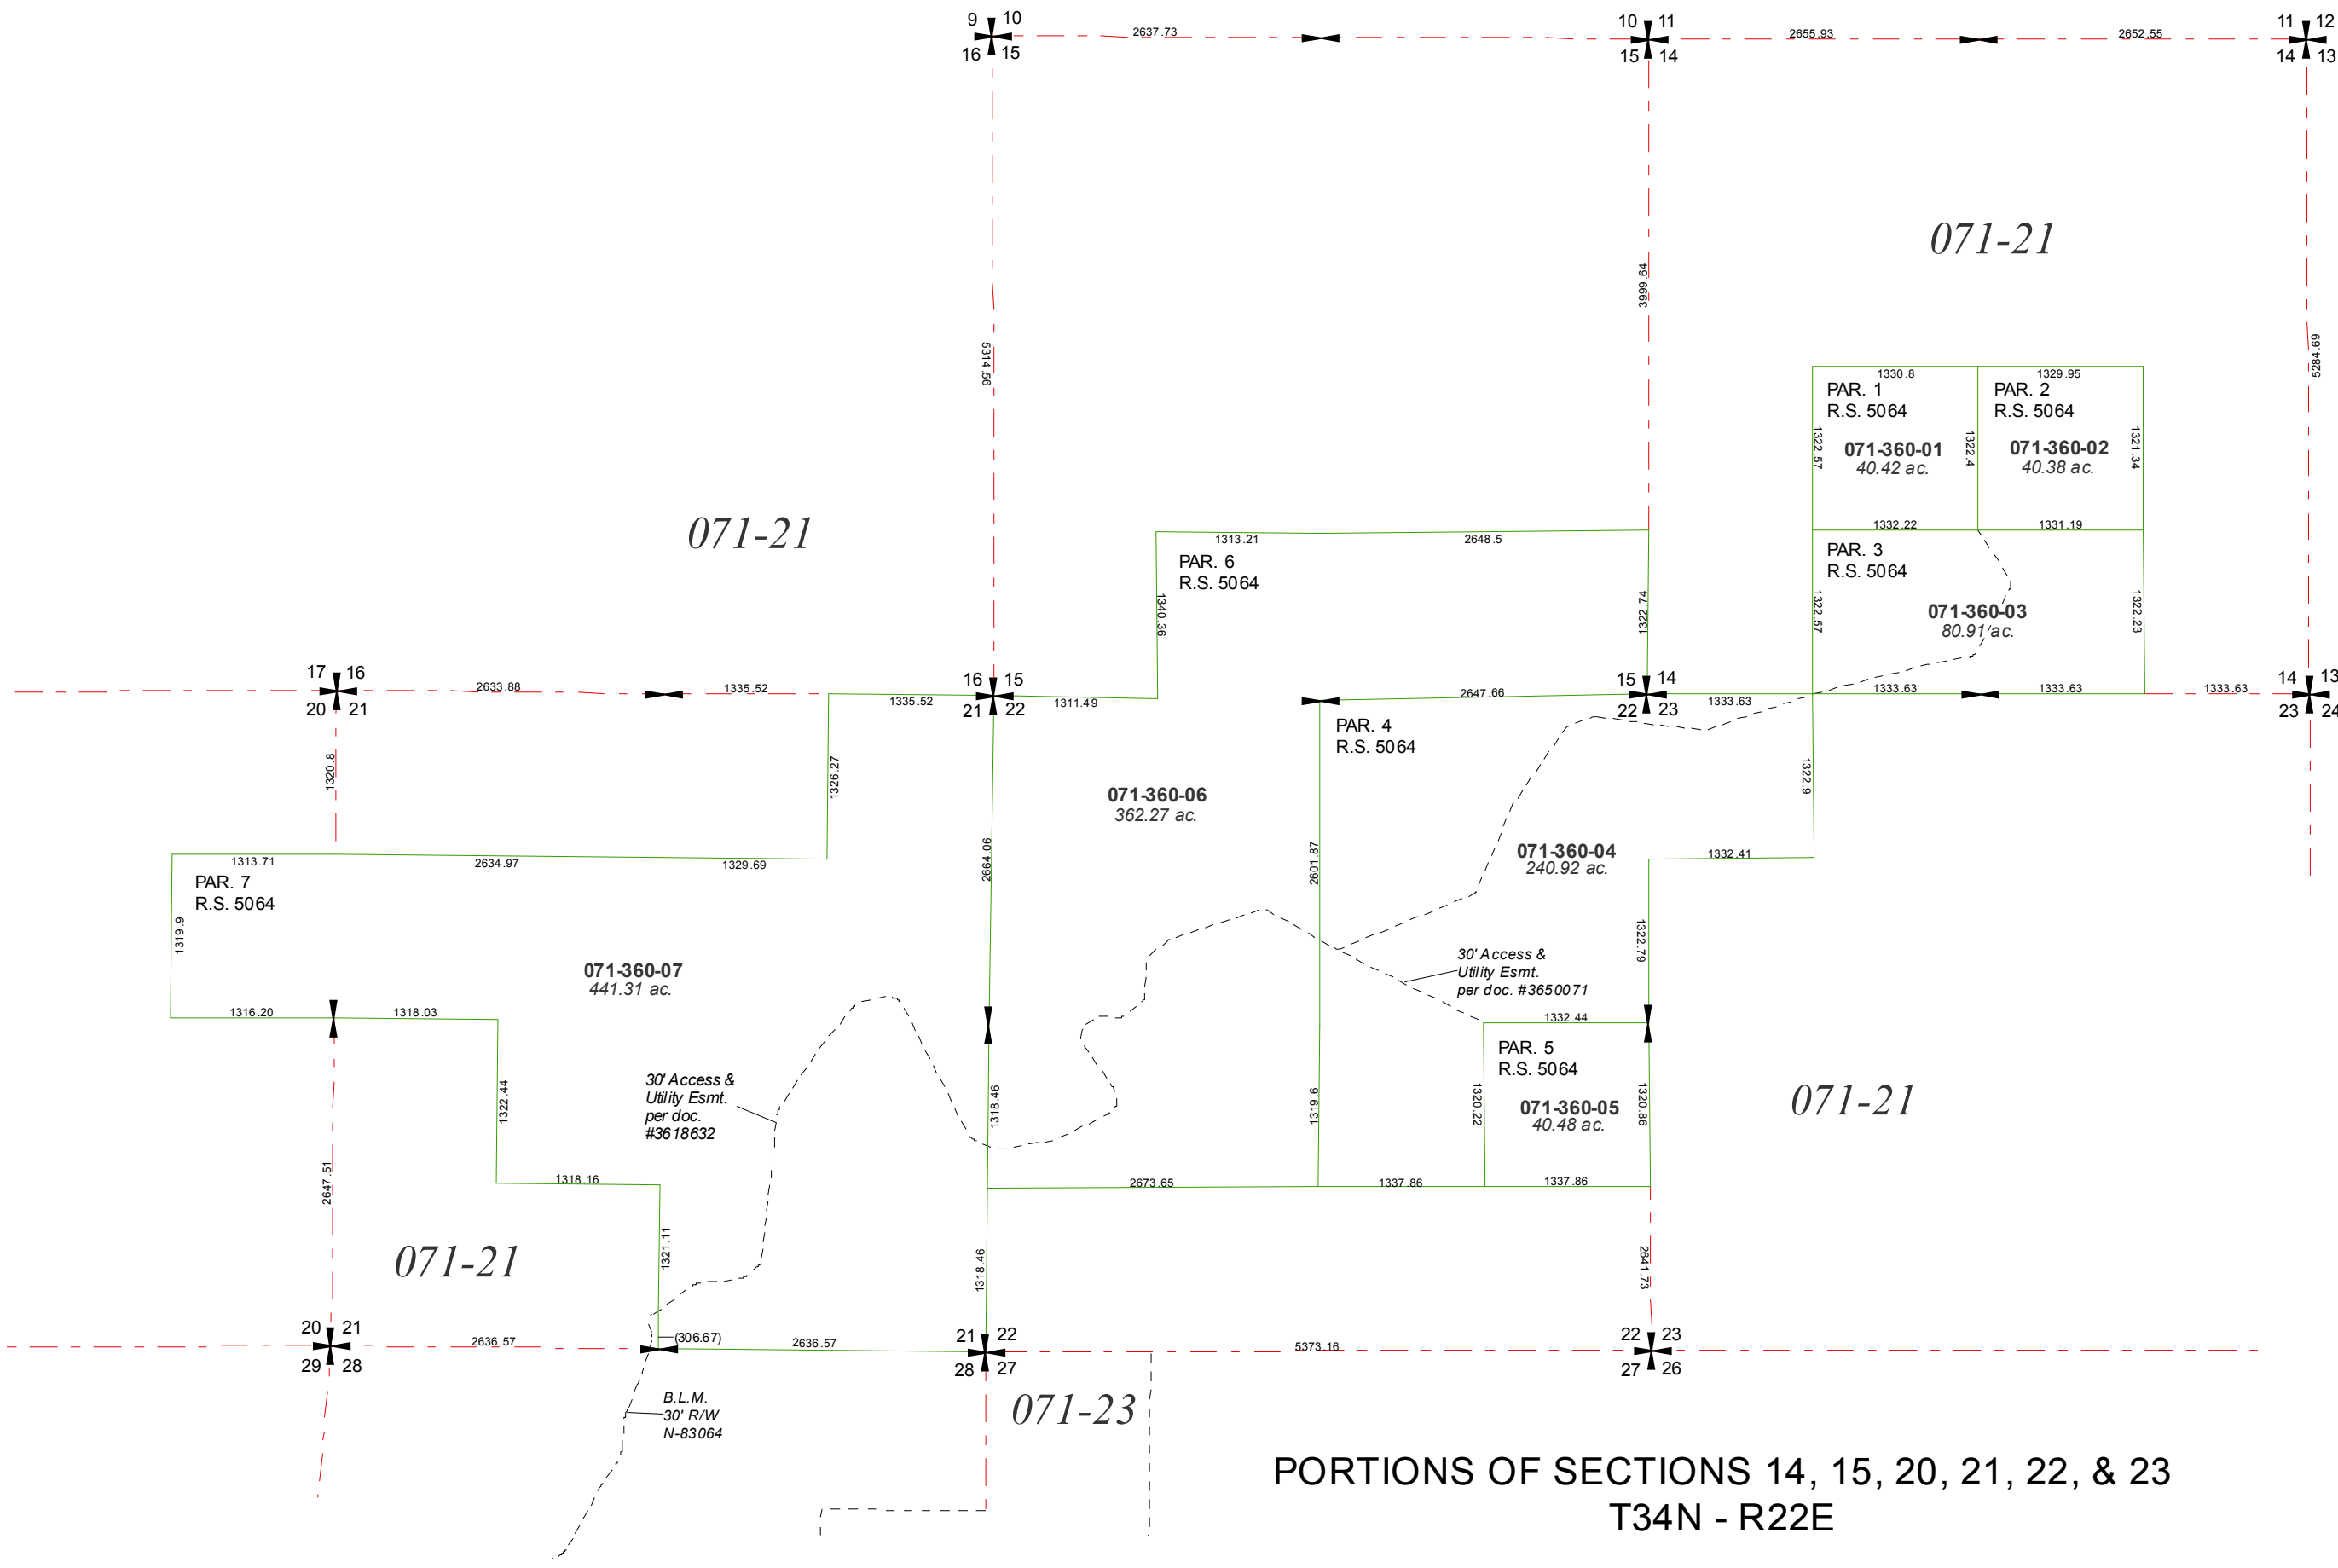 9 10
16 15
2637.73
10 11
15 14
2655.93
2652.55
11 12
14 13
071-21
5314.56
3999.64
5284.69
1330.8
1329.95
PAR. 1
R.S. 5064
PAR. 2
R.S. 5064
1322.57
071-360-01
40.42 ac.
1322.4
071-360-02
40.38 ac.
1321.34
071-21
1313.21
2648.5
1332.22
1331.19
PAR. 6
R.S. 5064
PAR. 3
R.S. 5064
1340.36
1322.74
1322.57
071-360-03
80.91 ac.
1322.23
17 16
20 21
2633.88
1335.52
1335.52
16 15
21 22
1311.49
2647.66
15 14
22 23
1333.63
1333.63
1333.63
1333.63
14 13
23 24
PAR. 4
R.S. 5064
1320.8
1326.27
071-360-06
362.27 ac.
1322.9
1313.71
2634.97
1329.69
2664.06
2601.87
071-360-04
240.92 ac.
1332.41
PAR. 7
R.S. 5064
1319.9
071-360-07
441.31 ac.
1322.79
30' Access &
Utility Esmt.
per doc. #3650071
1316.20
1318.03
1332.44
PAR. 5
R.S. 5064
1322.44
30' Access &
Utility Esmt.
per doc.
#3618632
1318.46
1319.6
1320.22
071-360-05
40.48 ac.
1320.86
071-21
2647.51
1318.16
2673.65
1337.86
1337.86
071-21
1321.11
1318.46
2641.73
20 21
29 28
2636.57
(306.67)
2636.57
21 22
28 27
5373.16
22 23
27 26
B.L.M.
30' R/W
N-83064
071-23
PORTIONS OF SECTIONS 14, 15, 20, 21, 22, & 23
T34N - R22E